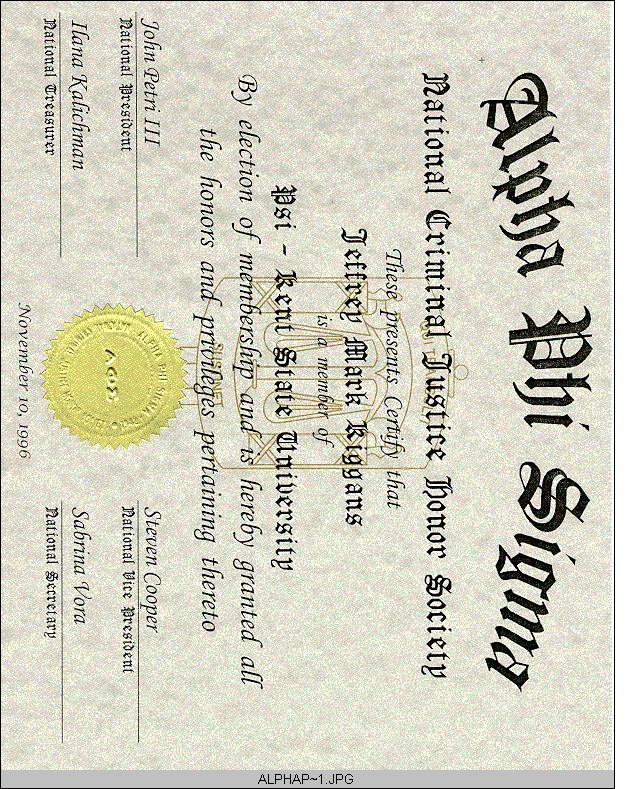 Alpha Phi Sigma
National Criminal Justice Honor Society
These presents Certify that
Jeffrey Mark Kiggans
is a member of
Psi - Kent State University
By election of membership and is hereby granted all
the honors and privileges pertaining thereto
John Petri III
National President
Steven Cooper
National Vice President
Ilana Kalichman
National Treasurer
Sabrina Vora
National Secretary
November 10, 1996
ALPHAP~1.JPG